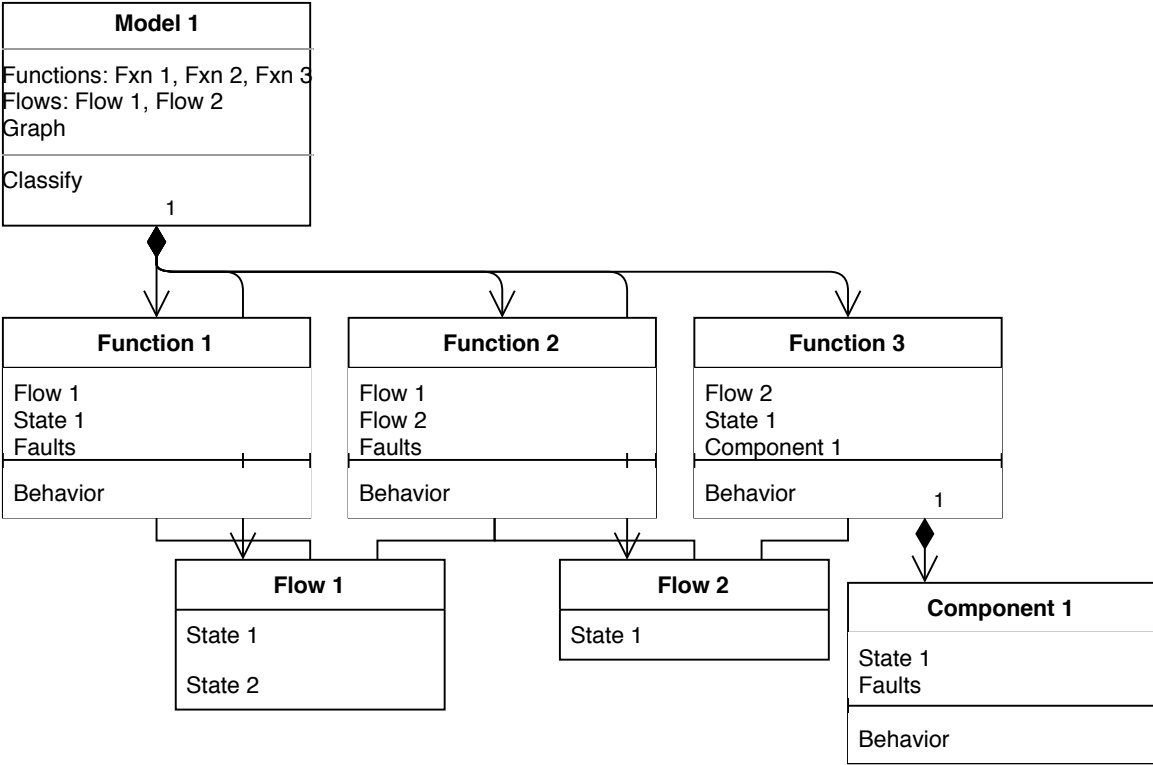 Model 1
Functions: Fxn 1, Fxn 2, Fxn 3
Flows: Flow 1, Flow 2
Graph
Classify
1
Function 1
Flow 1
State 1
Faults
Behavior
Function 2
Flow 1
Flow 2
Faults
Behavior
Function 3
Flow 2
State 1
Component 1
Behavior
1
Flow 1
State 1
State 2
Flow 2
State 1
Component 1
State 1
Faults
Behavior